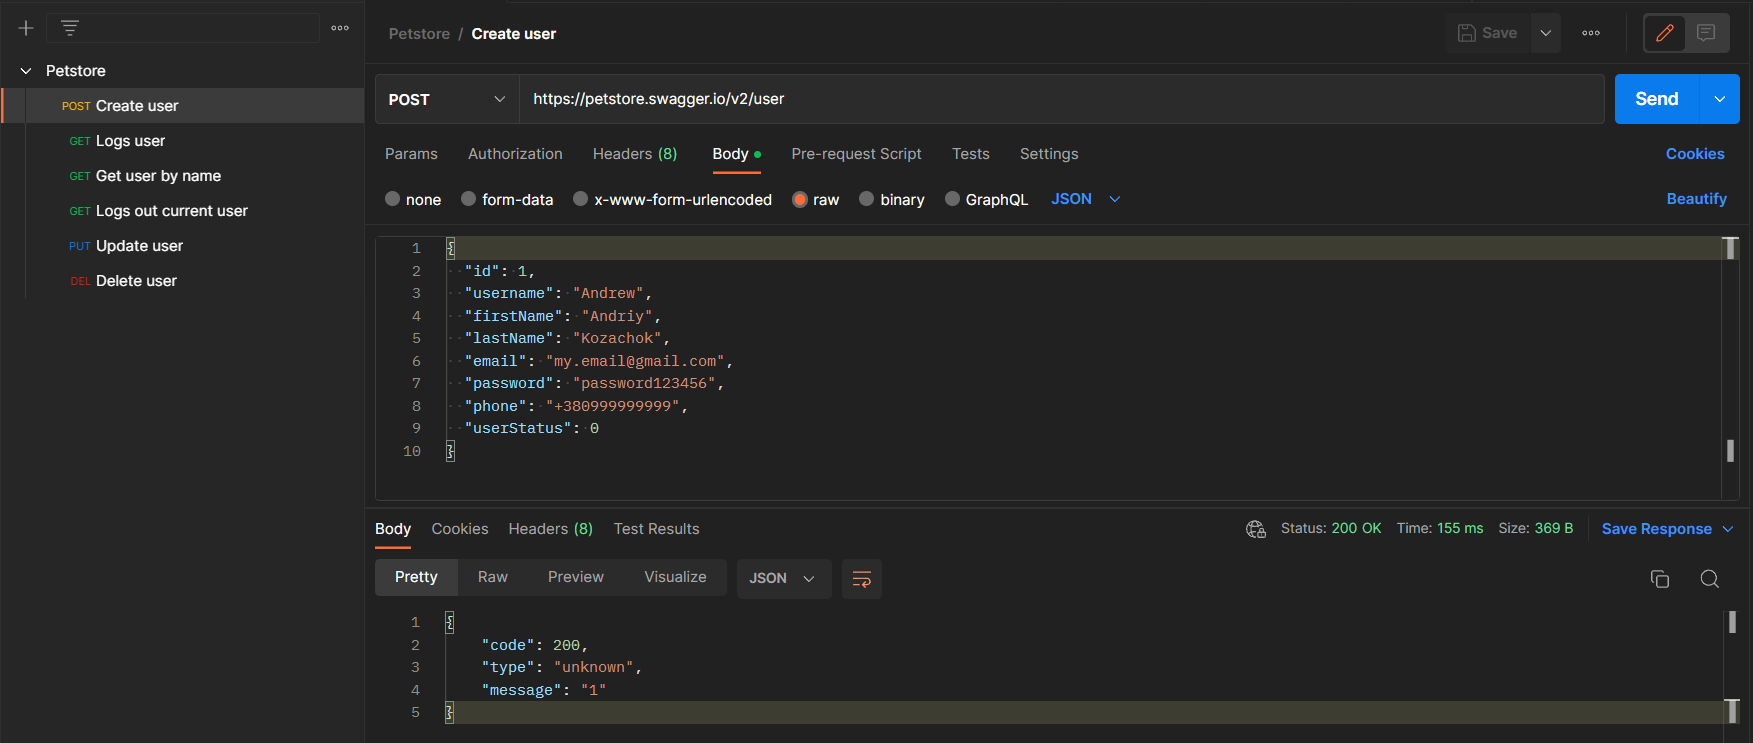 Petstore
POST Create user
GET Logs user
GET Get user by name
GET Logs out current user
PUT Update user
DEL Delete user
Petstore / Create user
Save
POST https://petstore.swagger.io/v2/user Send
Params Authorization Headers (8) Body Pre-request Script Tests Settings Cookies
none form-data x-www-form-urlencoded raw binary GraphQL JSON Beautify
1 {
2 "id": 1,
3 "username": "Andrew",
4 "firstName": "Andriy",
5 "lastName": "Kozachok",
6 "email": "my.email@gmail.com",
7 "password": "password123456",
8 "phone": "+380999999999",
9 "userStatus": 0
10 }
Body Cookies Headers (8) Test Results Status: 200 OK Time: 155 ms Size: 369 B Save Response
Pretty Raw Preview Visualize JSON
1 {
2 "code": 200,
3 "type": "unknown",
4 "message": "1"
5 }